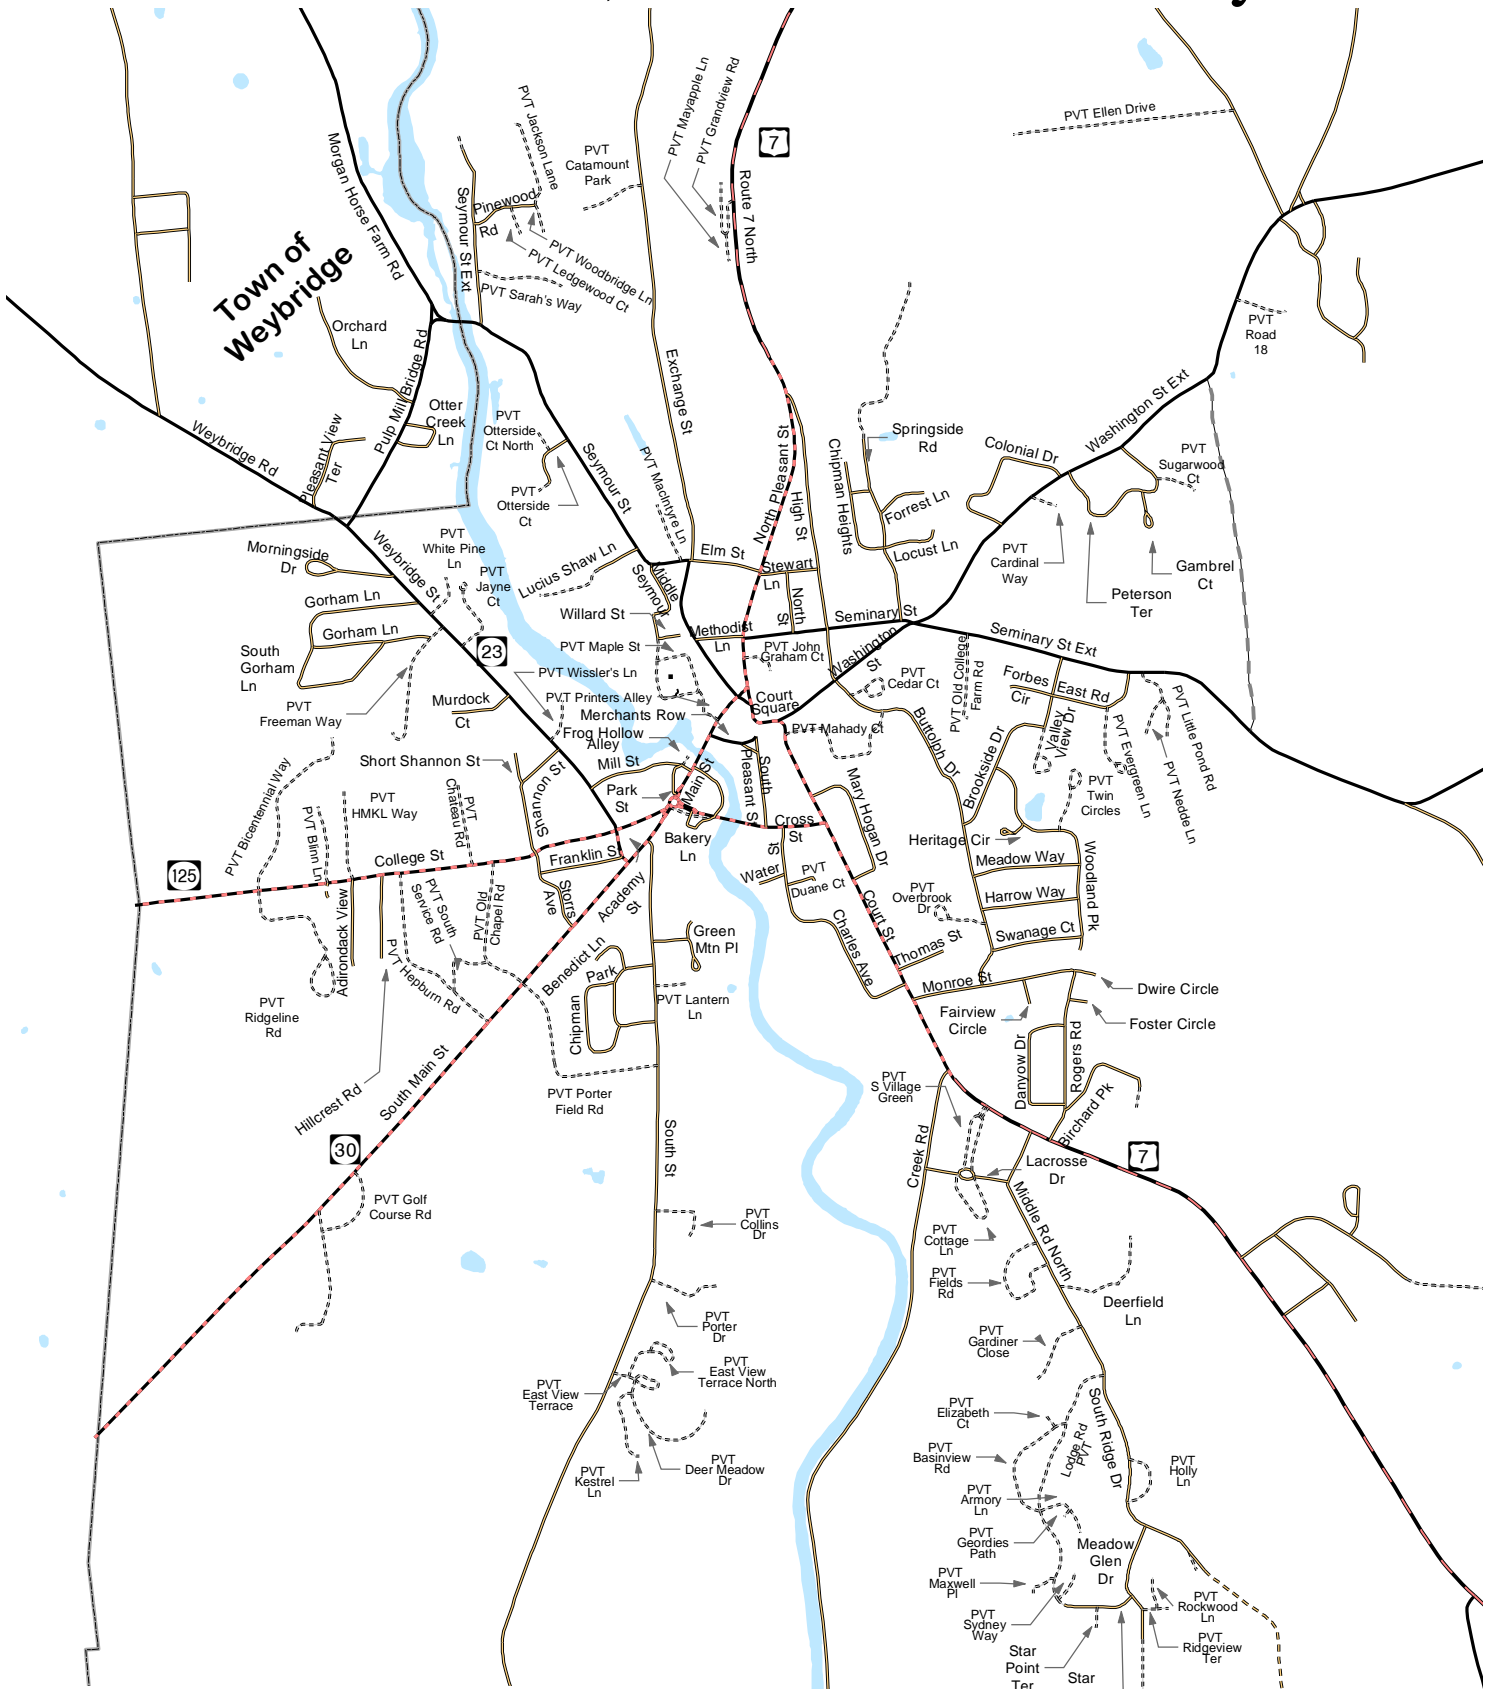 7
PVT Mayapple Ln
PVT Grandview Rd
PVT Ellen Drive
PVT Jackson Lane
PVT
Catamount
Park
Morgan Horse Farm Rd
Seymour St Ext
Pinewood
Rd
Route 7 North
PVT Woodbridge Ln
PVT Ledgewood Ct
PVT Sarah's Way
Town of
Weybridge
Orchard
Ln
PVT
Road
18
Pulp Mill Bridge Rd
Exchange St
Otter
Creek
Ln
PVT
Otterside
Ct North
Washington St Ext
Weybridge Rd
Pleasant View
Ter
Springside
Rd
Colonial Dr
PVT
Sugarwood
Ct
Seymour St
PVT MacIntyre Ln
North Pleasant St
Chipman Heights
High St
PVT
Otterside
Ct
Forrest Ln
Locust Ln
PVT
White Pine
Ln
Morningside
Dr
Weybridge St
PVT
Jayne
Ct
Lucius Shaw Ln
Elm St
Stewart
Ln
Middle
Seymour
PVT
Cardinal
Way
Gambrel
Ct
Peterson
Ter
Gorham Ln
Gorham Ln
Willard St
North
St
Seminary St
Methodist
Ln
Seminary St Ext
23
South
Gorham
Ln
PVT Maple St
PVT John
Graham Ct
Washington
St
PVT Wissler's Ln
PVT
Cedar Ct
PVT Old College
Farm Rd
Forbes
Cir
East Rd
PVT
Freeman Way
Murdock
Ct
PVT Printers Alley
Merchants Row
Court
Square
PVT Mahady Ct
Buttolph Dr
Valley
View Dr
PVT Evergreen Ln
PVT Little Pond Rd
PVT Nedde Ln
Frog Hollow
Alley
Mill St
Short Shannon St
Shannon St
PVT Bicentennial Way
PVT Blinn Ln
PVT
HMKL Way
PVT
Chateau Rd
Park
St
Main St
South
Pleasant St
Brookside Dr
PVT
Twin
Circles
Mary Hogan Dr
Bakery
Ln
Cross
St
Heritage Cir
Woodland Pk
Meadow Way
Harrow Way
Swanage Ct
125
College St
Franklin St
Storrs
Ave
Academy
St
Water
St
PVT
Duane Ct
PVT
Overbrook
Dr
Adirondack View
PVT South
Service Rd
PVT Old
Chapel Rd
Court St
Charles Ave
Thomas St
Monroe St
Green
Mtn Pl
Benedict Ln
PVT Hepburn Rd
Park
Chipman
PVT Lantern
Ln
PVT
Ridgeline
Rd
Dwire Circle
Fairview
Circle
Foster Circle
Danyow Dr
Rogers Rd
Birchard Pk
Hillcrest Rd
South Main St
PVT Porter
Field Rd
PVT
S Village
Green
30
South St
Creek Rd
7
Lacrosse
Dr
PVT Golf
Course Rd
PVT
Collins
Dr
PVT
Cottage
Ln
Middle Rd North
PVT
Fields
Rd
Deerfield
Ln
PVT
Porter
Dr
PVT
Gardiner
Close
PVT
East View
Terrace North
PVT
East View
Terrace
PVT
Elizabeth
Ct
South Ridge Dr
Lodge Rd
PVT
PVT
Basinview
Rd
PVT
Holly
Ln
PVT
Kestrel
Ln
PVT
Deer Meadow
Dr
PVT
Armory
Ln
PVT
Geordies
Path
Meadow
Glen
Dr
PVT
Maxwell
Pl
PVT
Rockwood
Ln
PVT
Sydney
Way
PVT
Ridgeview
Ter
Star
Point
Ter
Star